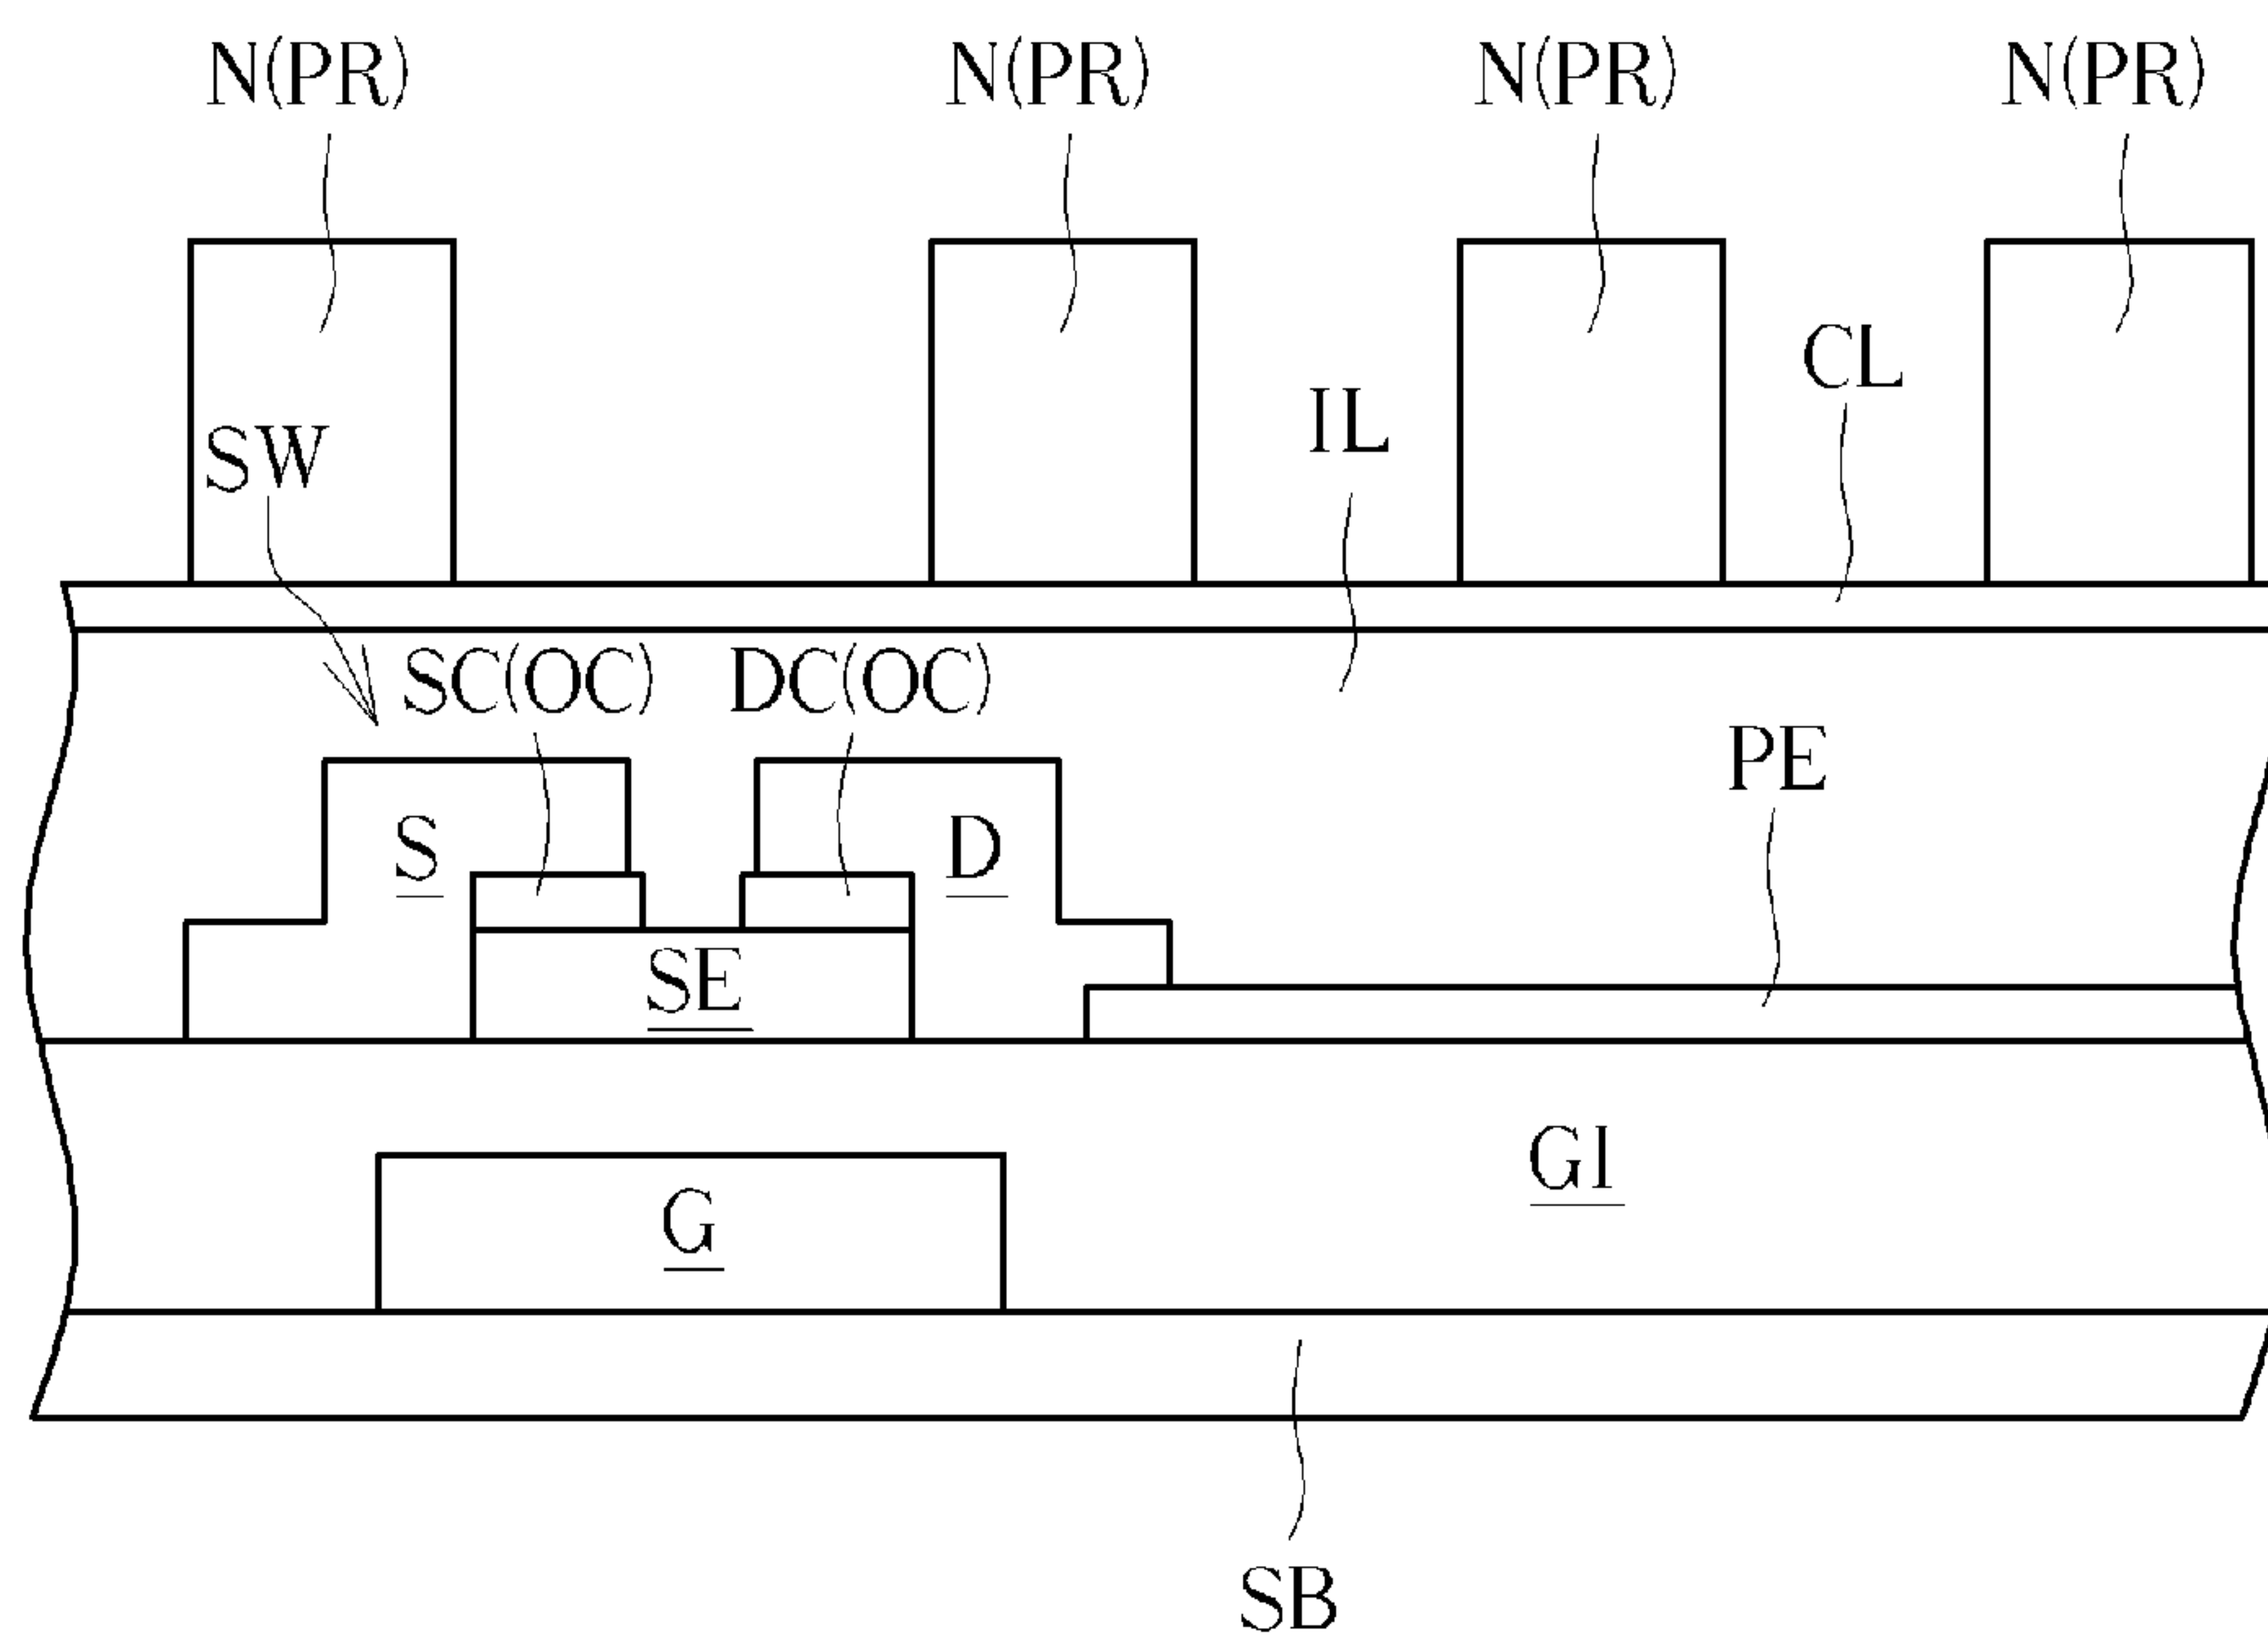 N(PR) N(PR) N(PR) N(PR)
CL
IL
SW
SC(OC) DC(OC)
PE
S D
SE
GI
G
SB